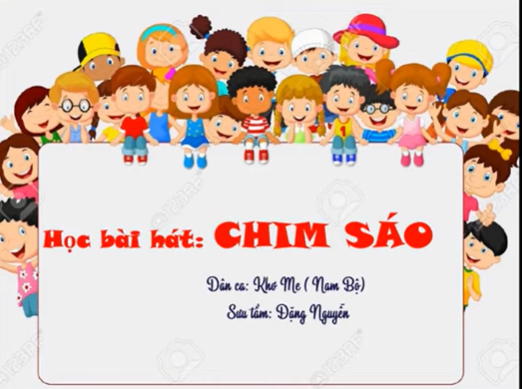 Học bài hát: CHIM SÁO
Dân ca: Khơ Me ( Nam Bộ)
Sưu tầm: Đặng Nguyễn